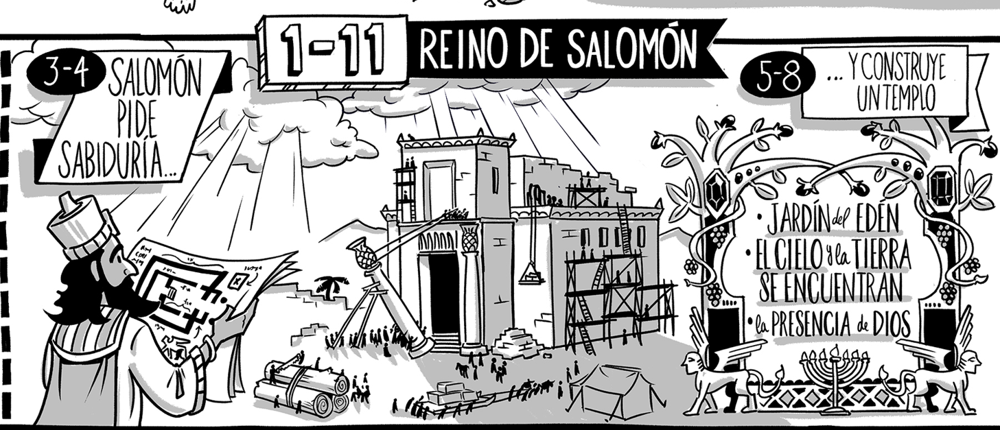 1-11 REINO DE SALOMÓN
3-4
SALOMÓN
PIDE
SABIDURÍA...
5-8
... Y CONSTRUYE
UN TEMPLO
• JARDÍN del EDÉN
• EL CIELO y la TIERRA
SE ENCUENTRAN
• la PRESENCIA de DIOS